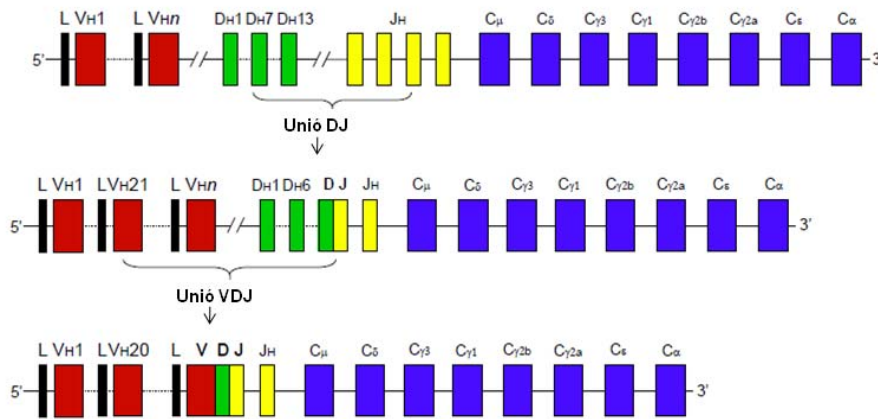 L VH1 L VHn DH1 DH7 DH13 JH Cμ Cδ Cγ3 Cγ1 Cγ2b Cγ2a Cε Cα
5' 3'
Unió DJ
L VH1 LVH21 L VHn DH1 DH6 D J JH Cμ Cδ Cγ3 Cγ1 Cγ2b Cγ2a Cε Cα
5' 3'
Unió VDJ
L VH1 LVH20 L V D J JH Cμ Cδ Cγ3 Cγ1 Cγ2b Cγ2a Cε Cα
5' 3'